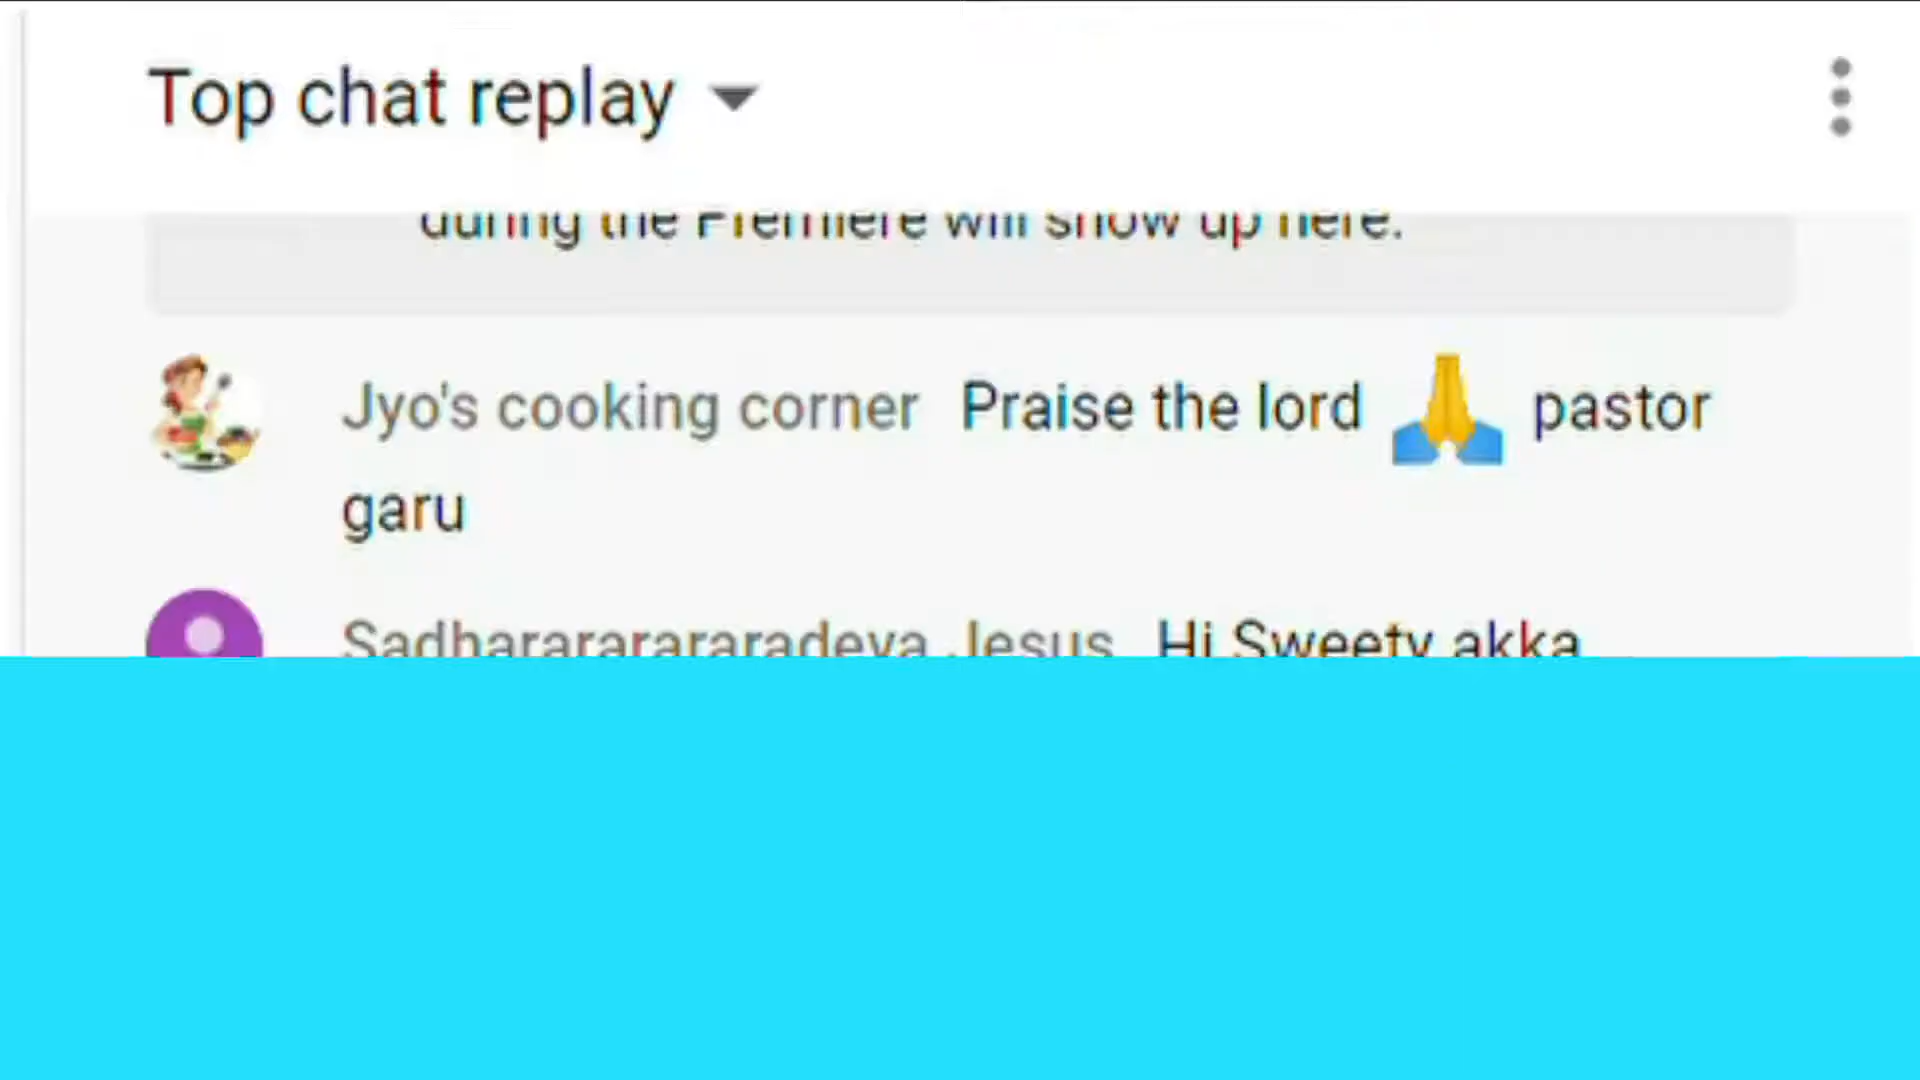 Top chat replay
during the Premiere will show up here.
Jyo's cooking corner Praise the lord 🙏 pastor
garu
Sadharararararadeva Jesus Hi Sweety akka